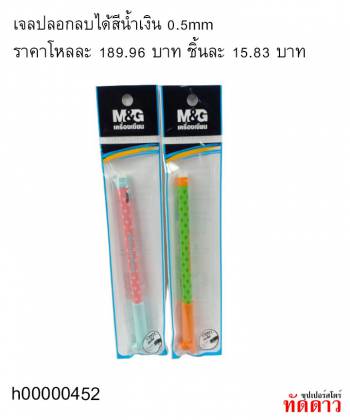 เจลปลอกลบได้สีน้ำเงิน 0.5mm
ราคาโหลละ 189.96 บาท ชิ้นละ 15.83 บาท
M&G
เครื่องเขียน
M&G
เครื่องเขียน
h00000452
ซุปเปอร์สโตร์
ทัดดาว